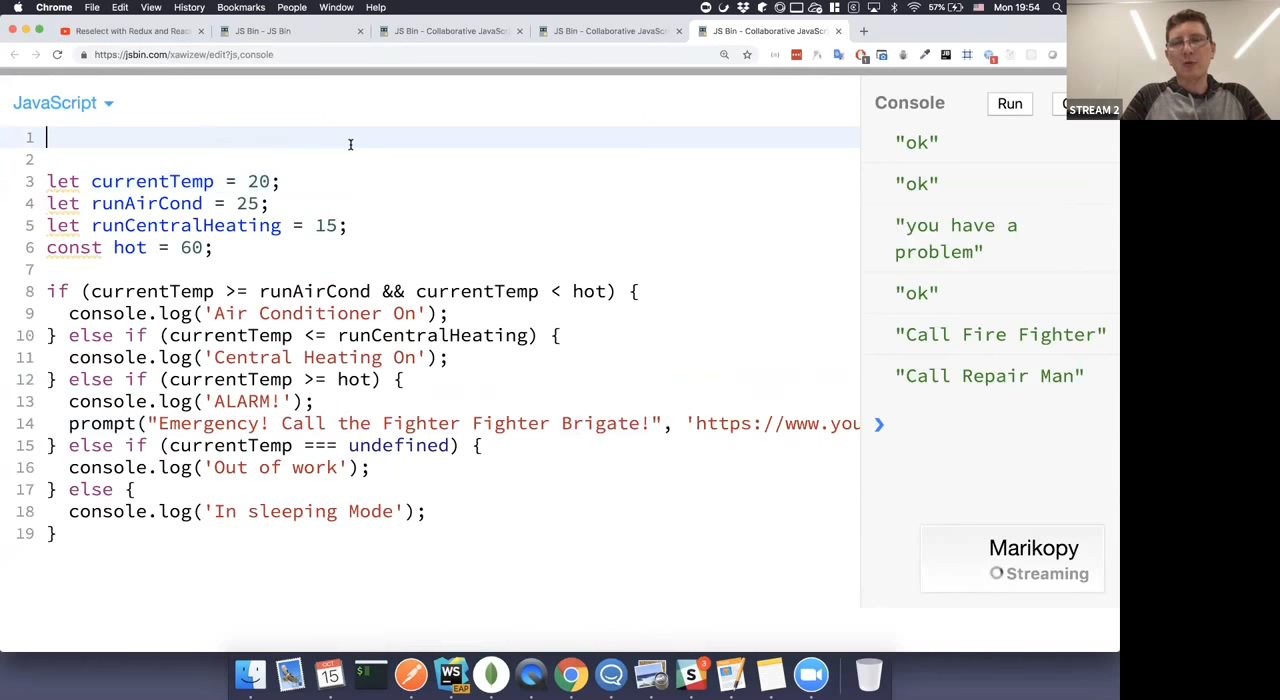 Chrome File Edit View History Bookmarks People Window Help 57% Mon 19:54
Reselect with Redux and Reac × JS Bin - JS Bin × JS Bin - Collaborative JavaScr × JS Bin - Collaborative JavaScr × JS Bin - Collaborative JavaScr ×
https://jsbin.com/xawizew/edit?js,console
JavaScript
1
2
3 let currentTemp = 20;
4 let runAirCond = 25;
5 let runCentralHeating = 15;
6 const hot = 60;
7
8 if (currentTemp >= runAirCond && currentTemp < hot) {
9 console.log('Air Conditioner On');
10 } else if (currentTemp <= runCentralHeating) {
11 console.log('Central Heating On');
12 } else if (currentTemp >= hot) {
13 console.log('ALARM!');
14 prompt("Emergency! Call the Fighter Fighter Brigate!", 'https://www.you
15 } else if (currentTemp === undefined) {
16 console.log('Out of work');
17 } else {
18 console.log('In sleeping Mode');
19 }
Console Run
"ok"
"ok"
"you have a
problem"
"ok"
"Call Fire Fighter"
"Call Repair Man"
Marikopy
Streaming
STREAM 2
OCT
15
WS
EAP
S
3